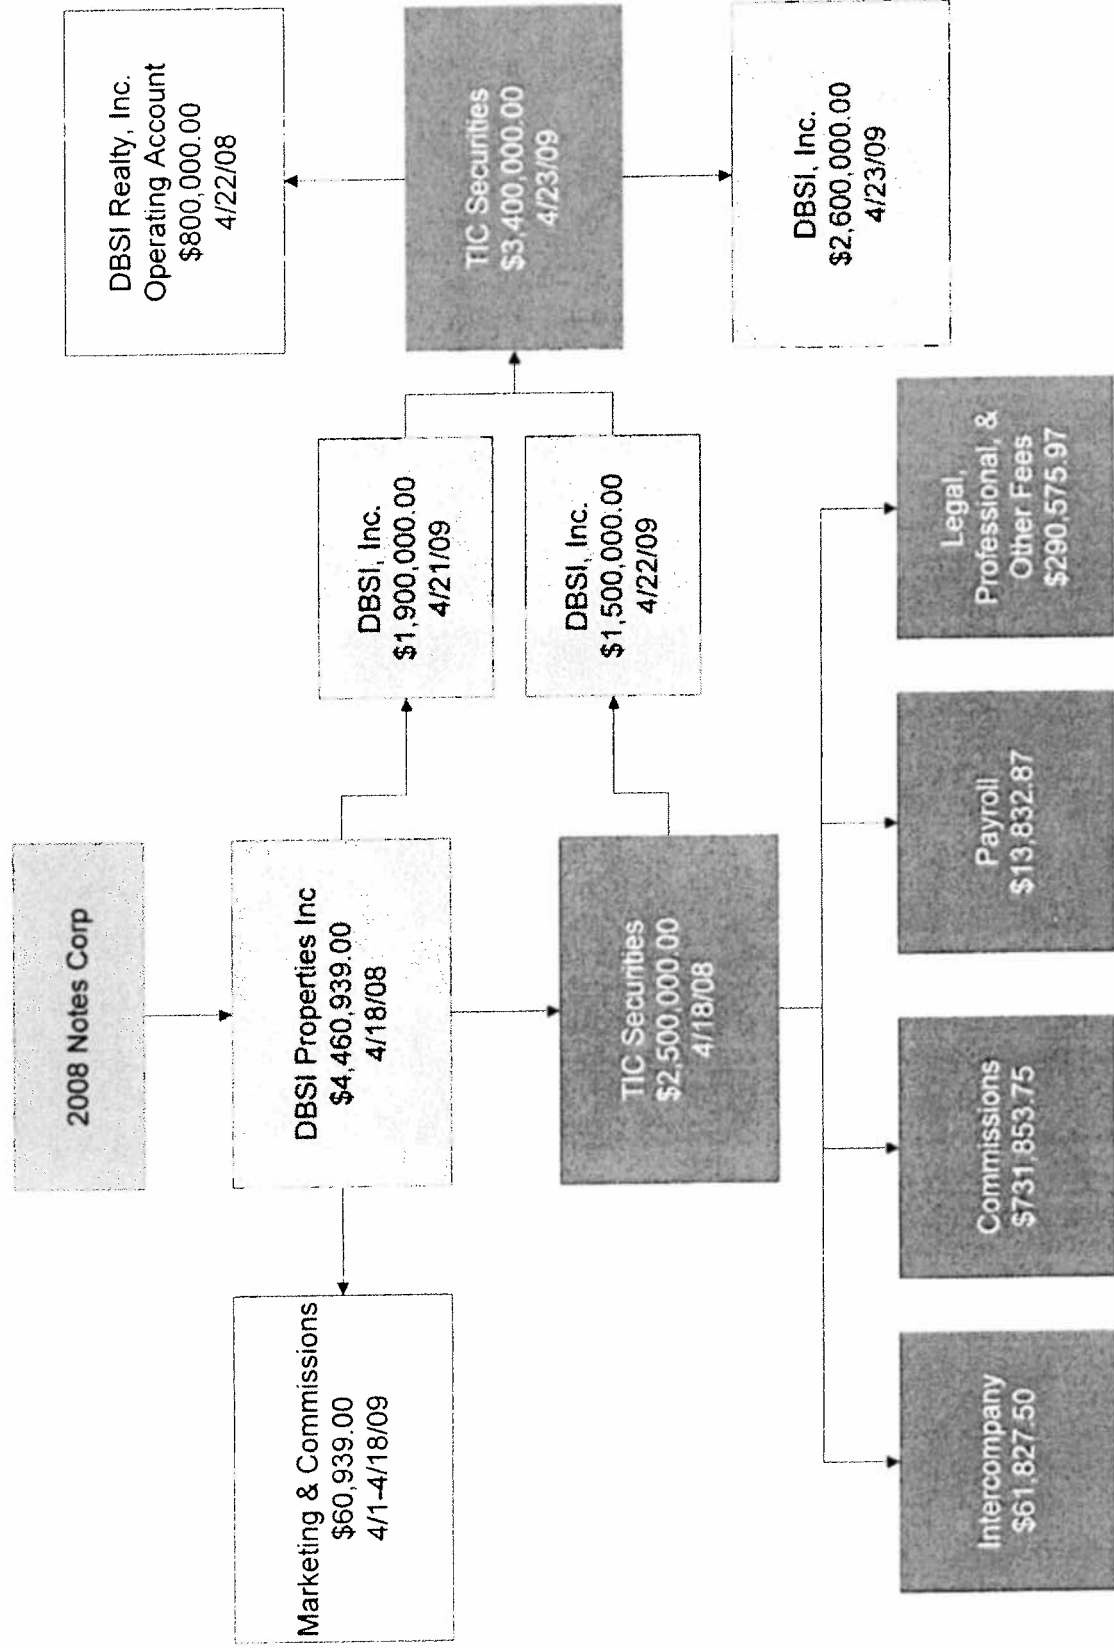 2008 Notes Corp
Marketing & Commissions
$60,939.00
4/1-4/18/09
DBSI Properties Inc
$4,460,939.00
4/18/08
TIC Securities
$2,500,000.00
4/18/08
DBSI, Inc.
$1,900,000.00
4/21/09
DBSI, Inc.
$1,500,000.00
4/22/09
DBSI Realty, Inc.
Operating Account
$800,000.00
4/22/08
TIC Securities
$3,400,000.00
4/23/09
DBSI, Inc.
$2,600,000.00
4/23/09
Intercompany
$61,827.50
Commissions
$731,853.75
Payroll
$13,832.87
Legal,
Professional, &
Other Fees
$290,575.97